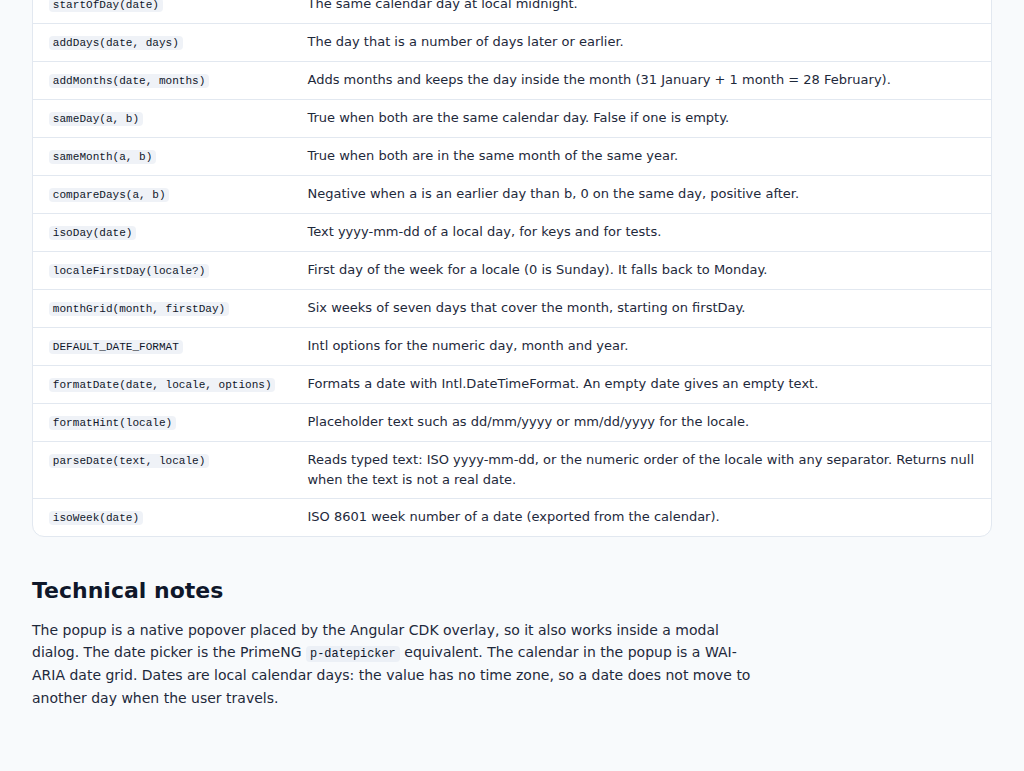 startOfDay(date) The same calendar day at local midnight.
addDays(date, days) The day that is a number of days later or earlier.
addMonths(date, months) Adds months and keeps the day inside the month (31 January + 1 month = 28 February).
sameDay(a, b) True when both are the same calendar day. False if one is empty.
sameMonth(a, b) True when both are in the same month of the same year.
compareDays(a, b) Negative when a is an earlier day than b, 0 on the same day, positive after.
isoDay(date) Text yyyy-mm-dd of a local day, for keys and for tests.
localeFirstDay(locale?) First day of the week for a locale (0 is Sunday). It falls back to Monday.
monthGrid(month, firstDay) Six weeks of seven days that cover the month, starting on firstDay.
DEFAULT_DATE_FORMAT Intl options for the numeric day, month and year.
formatDate(date, locale, options) Formats a date with Intl.DateTimeFormat. An empty date gives an empty text.
formatHint(locale) Placeholder text such as dd/mm/yyyy or mm/dd/yyyy for the locale.
parseDate(text, locale) Reads typed text: ISO yyyy-mm-dd, or the numeric order of the locale with any separator. Returns null
when the text is not a real date.
isoWeek(date) ISO 8601 week number of a date (exported from the calendar).
Technical notes
The popup is a native popover placed by the Angular CDK overlay, so it also works inside a modal
dialog. The date picker is the PrimeNG p-datepicker equivalent. The calendar in the popup is a WAI-
ARIA date grid. Dates are local calendar days: the value has no time zone, so a date does not move to
another day when the user travels.